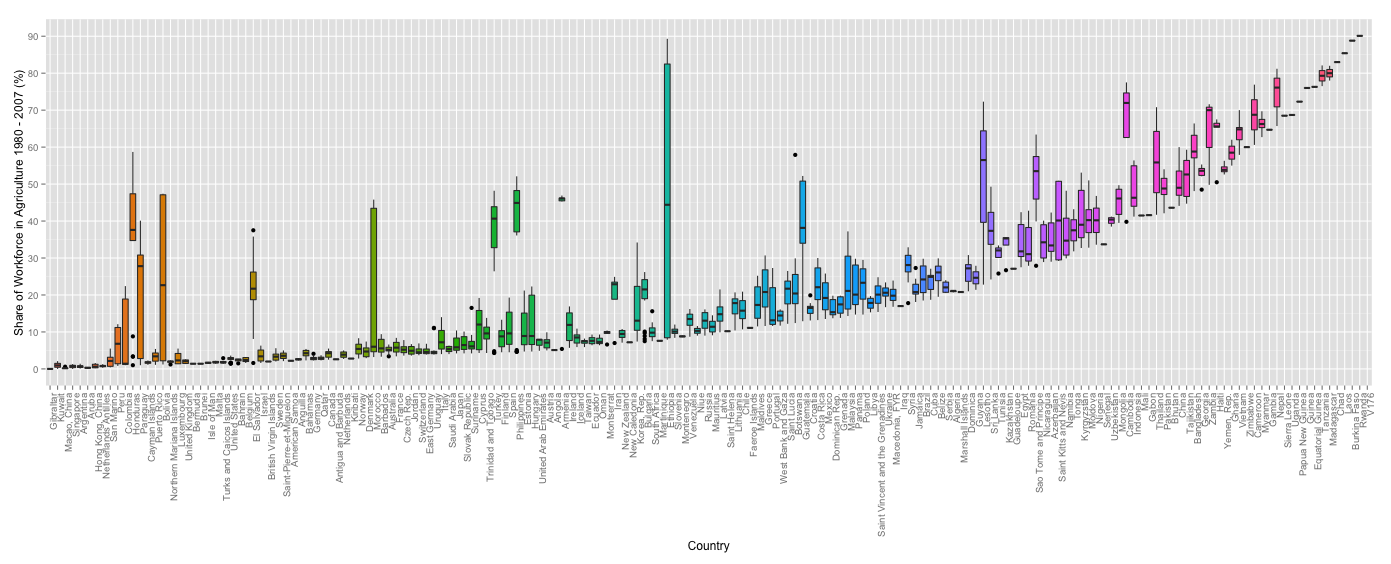 Share of Workforce in Agriculture 1980 - 2007 (%)
90
80
70
60
50
40
30
20
10
0
Gibraltar
Kuwait
Macao, China
Singapore
Argentina
Aruba
Hong Kong, China
Netherlands Antilles
San Marino
Peru
Colombia
Honduras
Paraguay
Cayman Islands
Puerto Rico
Bolivia
Northern Mariana Islands
Luxembourg
United Kingdom
Bermuda
Brunei
Isle of Man
Malta
Turks and Caicos Islands
United States
Bahrain
Belgium
El Salvador
Israel
British Virgin Islands
Sweden
Saint-Pierre-et-Miquelon
American Samoa
Anguilla
Bahamas
Germany
Qatar
Canada
Antigua and Barbuda
Netherlands
Kiribati
Norway
Denmark
Morocco
Barbados
Australia
France
Czech Rep.
Jordan
Switzerland
East Germany
Uruguay
Italy
Saudi Arabia
Japan
Slovak Republic
Suriname
Cyprus
Trinidad and Tobago
Turkey
Finland
Spain
Philippines
Hungary
United Arab Emirates
Austria
Angola
Armenia
Ireland
Iceland
Taiwan
Ecuador
Oman
Montserrat
Iran
New Zealand
New Caledonia
Korea, Rep.
Bulgaria
South Africa
Ethiopia
Slovenia
Montenegro
Venezuela
Niue
Russia
Mauritius
Latvia
Saint Helena
Lithuania
Faeroe Islands
Maldives
Greece
Portugal
West Bank and Gaza
Saint Lucia
Botswana
Guatemala
Costa Rica
Mexico
Dominican Rep.
Grenada
Malaysia
Panama
Poland
Libya
Saint Vincent and the Grenadines
Ukraine
Macedonia, FYR
Iraq
Syria
Jamaica
Brazil
Cuba
Belize
Serbia
Algeria
Marshall Islands
Dominica
Lesotho
Sri Lanka
Tunisia
Kazakhstan
Guadeloupe
Egypt
Romania
Sao Tome and Principe
Nicaragua
Azerbaijan
Saint Kitts and Nevis
Namibia
Kyrgyzstan
Moldova
Nigeria
Senegal
Uzbekistan
Mongolia
Cambodia
Indonesia
Mali
Gabon
Thailand
Pakistan
China
Tajikistan
Bangladesh
Georgia
Zambia
Haiti
Yemen, Rep.
Ghana
Vietnam
Zimbabwe
Cameroon
Myanmar
Gambia
Nepal
Sierra Leone
Uganda
Papua New Guinea
Guinea
Equatorial Guinea
Tanzania
Madagascar
Chad
Laos
Burkina Faso
Rwanda
V176
Country